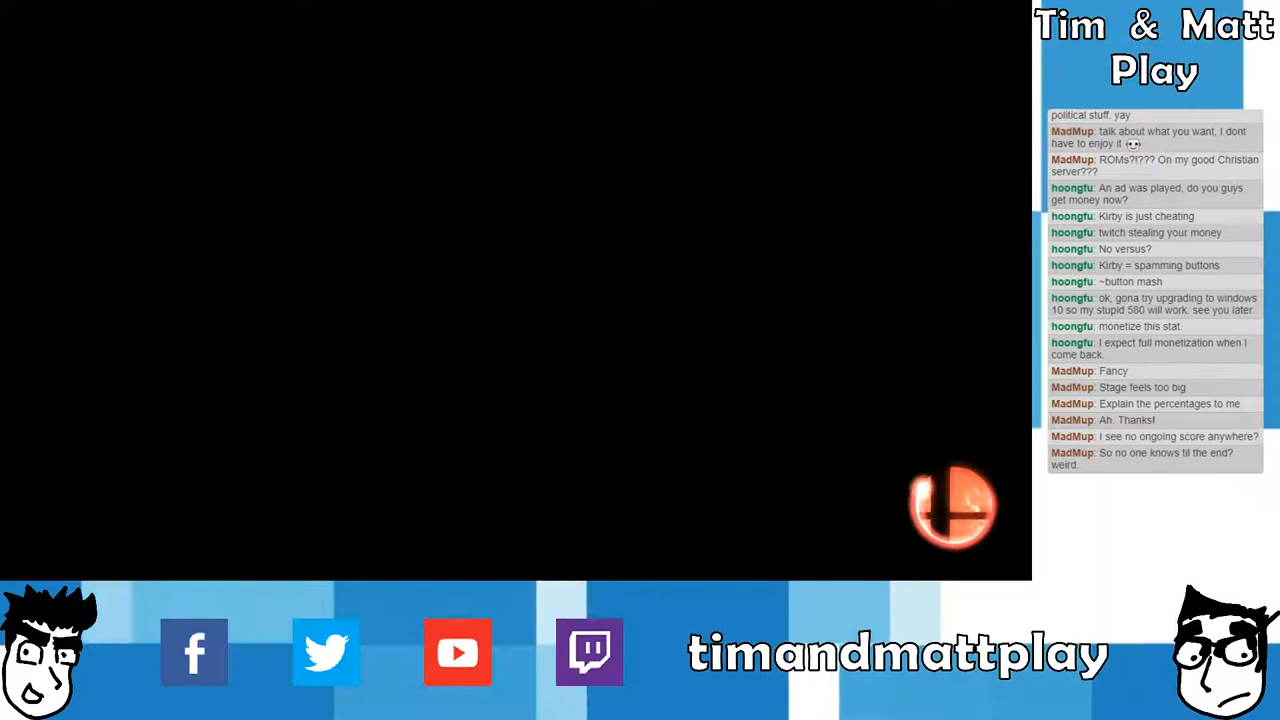 Tim & Matt
Play
political stuff. yay
MadMup: talk about what you want, I dont
have to enjoy it
MadMup: ROMs?!??? On my good Christian
server???
hoongfu: An ad was played, do you guys
get money now?
hoongfu: Kirby is just cheating
hoongfu: twitch stealing your money
hoongfu: No versus?
hoongfu: Kirby = spamming buttons
hoongfu: ~button mash
hoongfu: ok, gona try upgrading to windows
10 so my stupid 580 will work. see you later
hoongfu: monetize this stat.
hoongfu: I expect full monetization when I
come back.
MadMup: Fancy
MadMup: Stage feels too big
MadMup: Explain the percentages to me
MadMup: Ah. Thanks!
MadMup: I see no ongoing score anywhere?
MadMup: So no one knows til the end?
weird.
timandmattplay